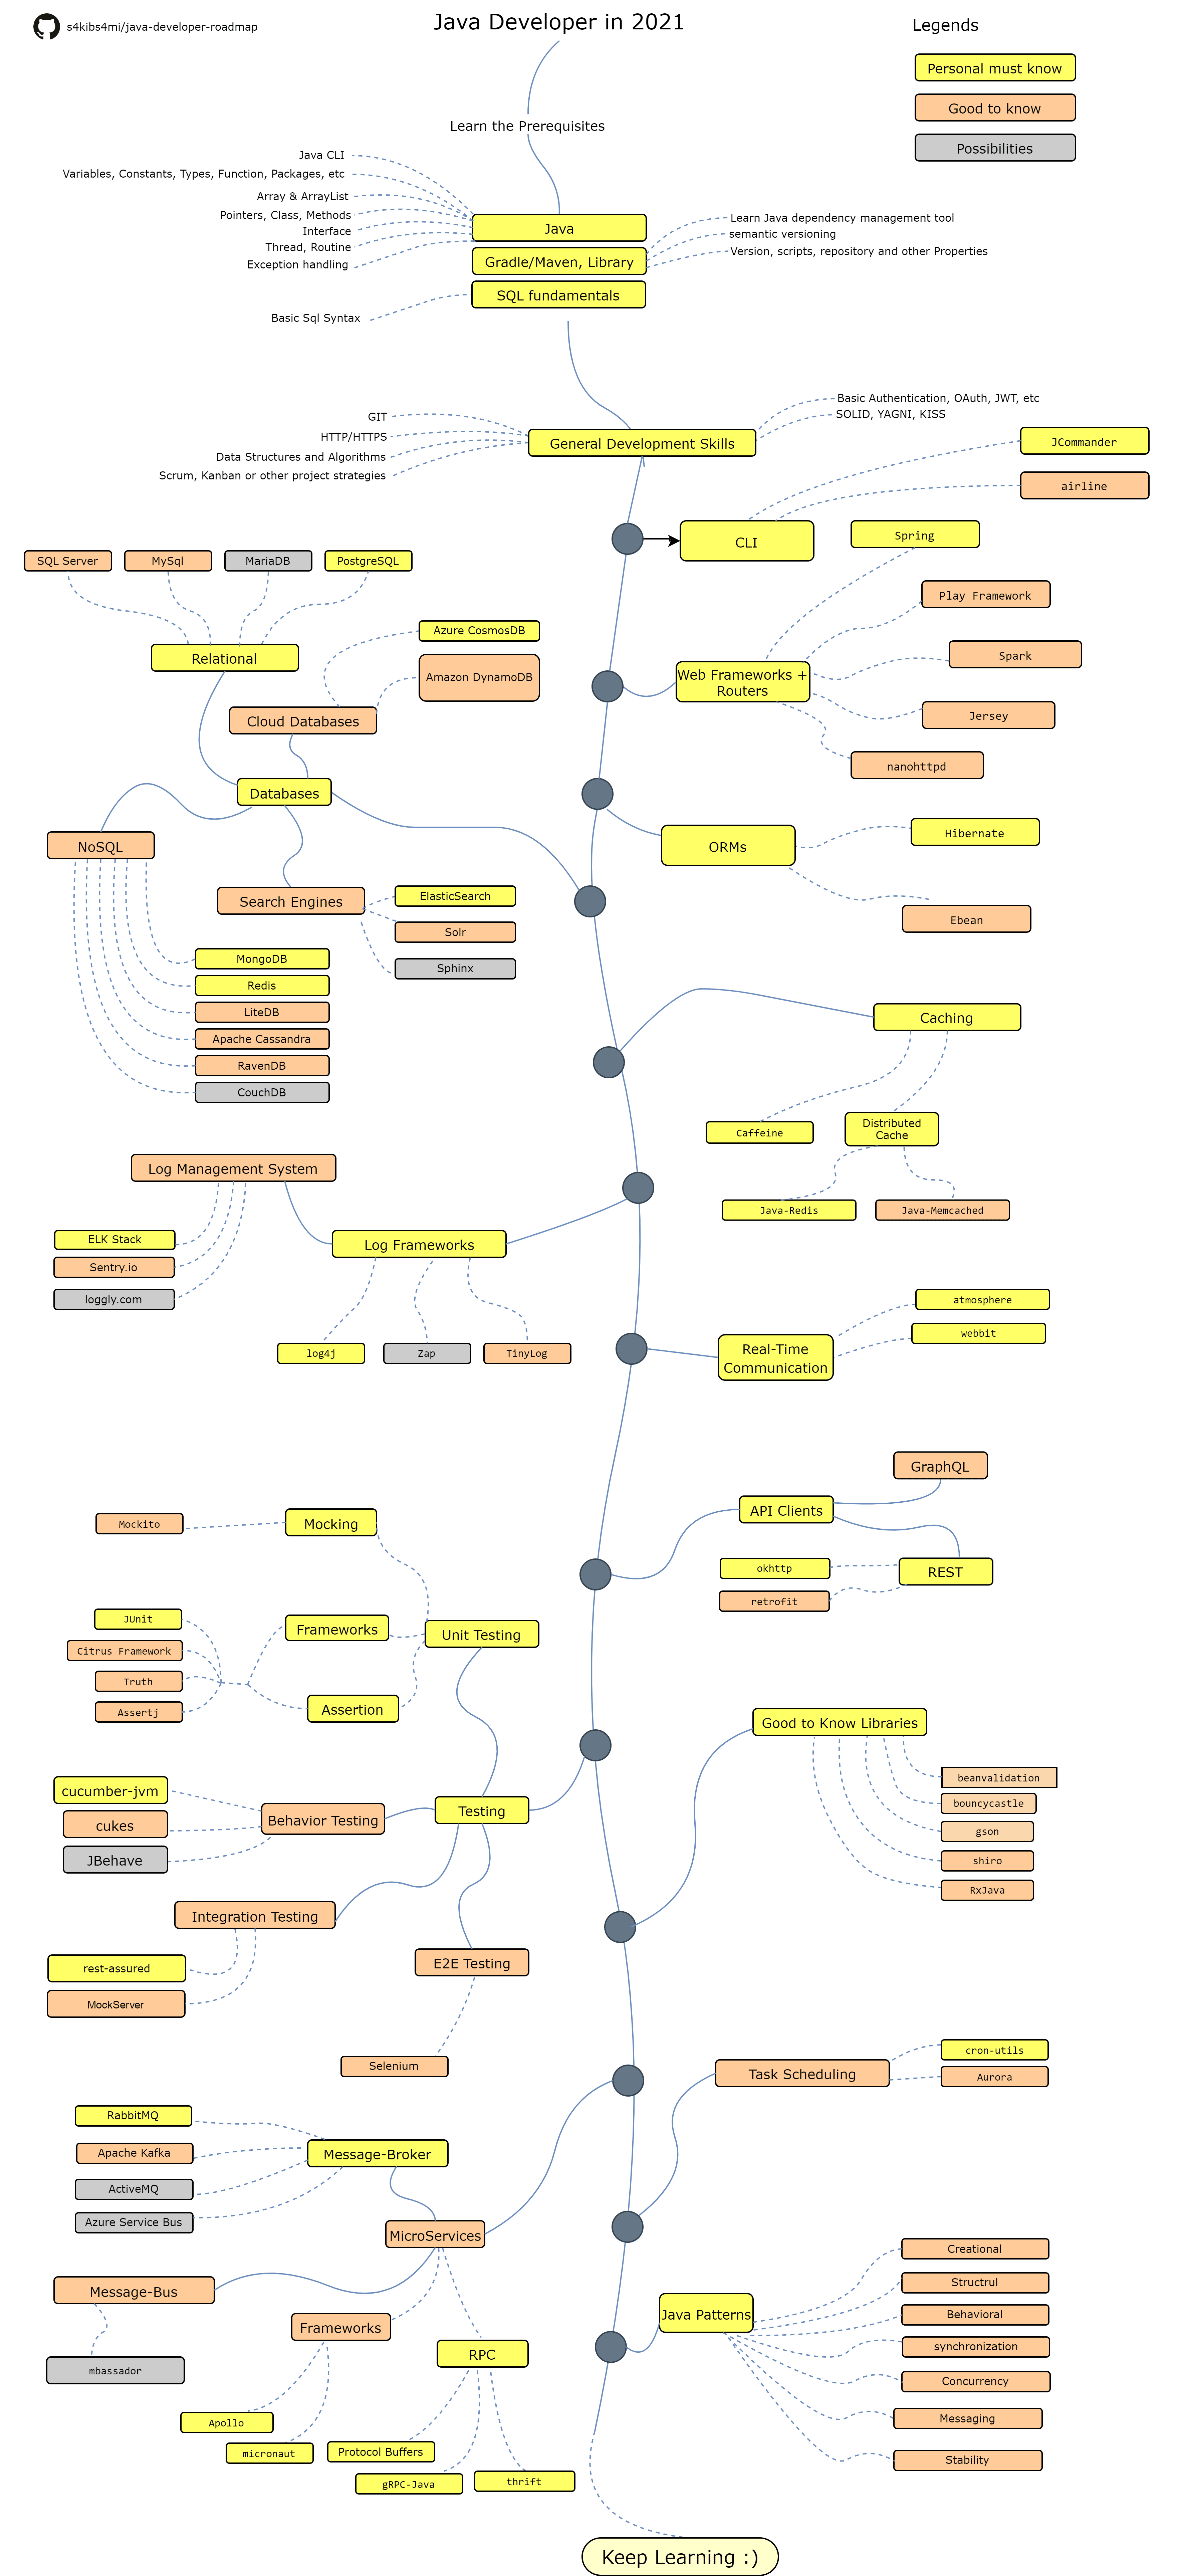 s4kibs4mi/java-developer-roadmap
Java Developer in 2021
Legends
Personal must know
Good to know
Possibilities
Learn the Prerequisites
Java CLI
Variables, Constants, Types, Function, Packages, etc
Array & ArrayList
Pointers, Class, Methods
Interface
Thread, Routine
Exception handling
Java
Gradle/Maven, Library
SQL fundamentals
Learn Java dependency management tool
semantic versioning
Version, scripts, repository and other Properties
Basic Sql Syntax
GIT
HTTP/HTTPS
Data Structures and Algorithms
Scrum, Kanban or other project strategies
General Development Skills
Basic Authentication, OAuth, JWT, etc
SOLID, YAGNI, KISS
JCommander
airline
CLI
Spring
Play Framework
Spark
Jersey
nanohttpd
Web Frameworks +
Routers
SQL Server
MySql
MariaDB
PostgreSQL
Relational
Azure CosmosDB
Amazon DynamoDB
Cloud Databases
Databases
NoSQL
Search Engines
ElasticSearch
Solr
Sphinx
MongoDB
Redis
LiteDB
Apache Cassandra
RavenDB
CouchDB
ORMs
Hibernate
Ebean
Caching
Caffeine
Distributed
Cache
Java-Redis
Java-Memcached
Log Management System
ELK Stack
Sentry.io
loggly.com
Log Frameworks
log4j
Zap
TinyLog
Real-Time
Communication
atmosphere
webbit
GraphQL
API Clients
REST
okhttp
retrofit
Mockito
Mocking
JUnit
Citrus Framework
Truth
Assertj
Frameworks
Assertion
Unit Testing
Good to Know Libraries
beanvalidation
bouncycastle
gson
shiro
RxJava
cucumber-jvm
cukes
JBehave
Behavior Testing
Testing
Integration Testing
rest-assured
MockServer
E2E Testing
Selenium
Task Scheduling
cron-utils
Aurora
RabbitMQ
Apache Kafka
ActiveMQ
Azure Service Bus
Message-Broker
MicroServices
Message-Bus
mbassador
Frameworks
Apollo
micronaut
RPC
Protocol Buffers
gRPC-Java
thrift
Java Patterns
Creational
Structrul
Behavioral
synchronization
Concurrency
Messaging
Stability
Keep Learning :)